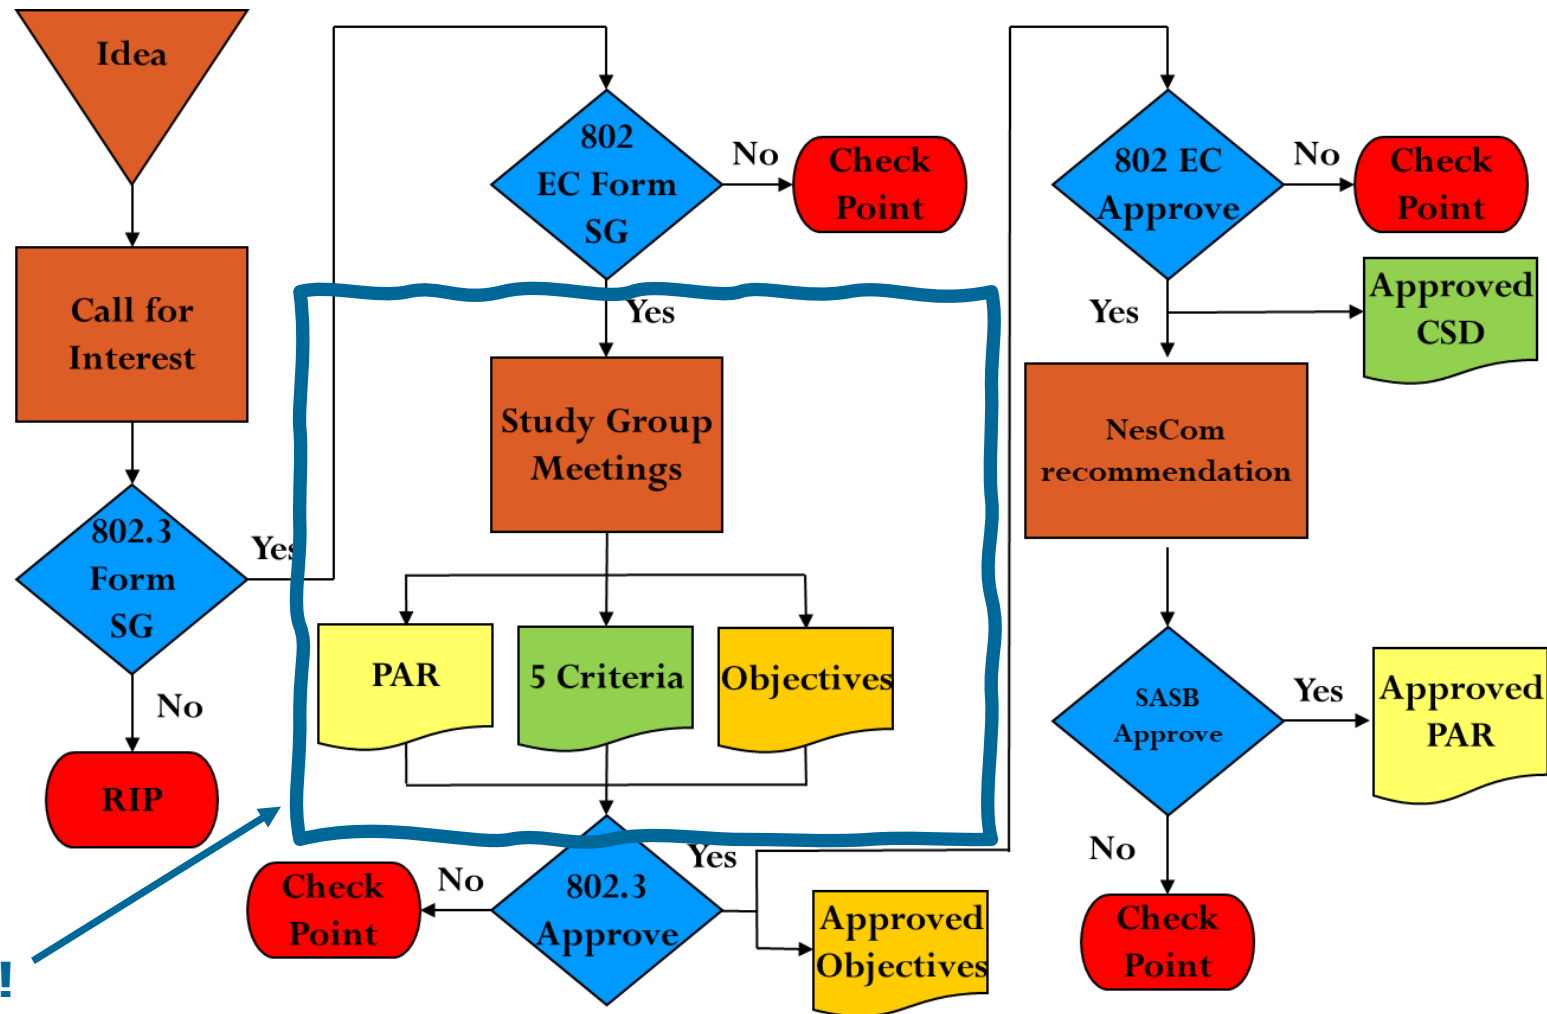 Idea
Call for
Interest
802.3
Form
SG
Yes
No
RIP
802
EC Form
SG
No
Check
Point
Yes
Study Group
Meetings
PAR
5 Criteria
Objectives
802.3
Approve
No
Check
Point
Yes
Approved
Objectives
802 EC
Approve
No
Check
Point
Yes
Approved
CSD
NesCom
recommendation
SASB
Approve
Yes
Approved
PAR
No
Check
Point
!